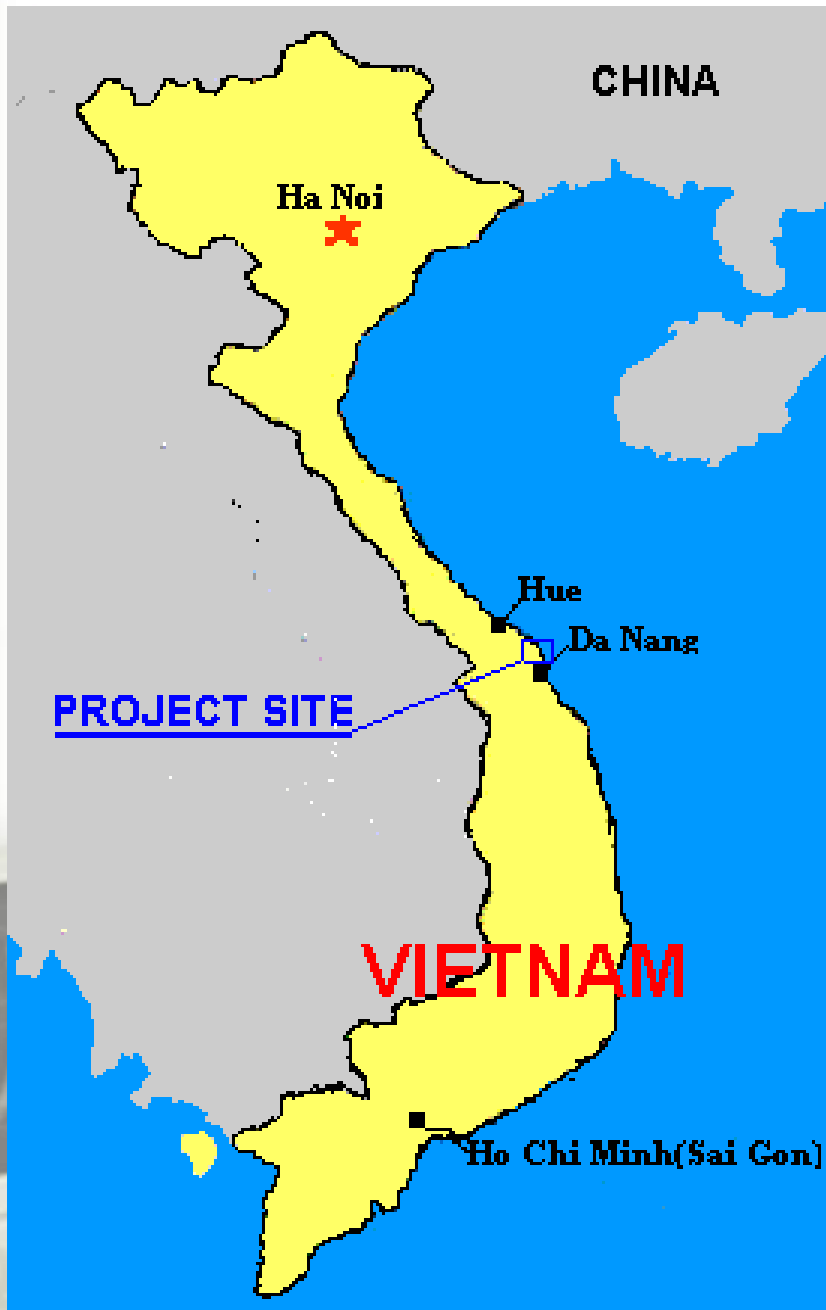 CHINA
Ha Noi
Hue
Da Nang
PROJECT SITE
VIETNAM
Ho Chi Minh(Sai Gon)